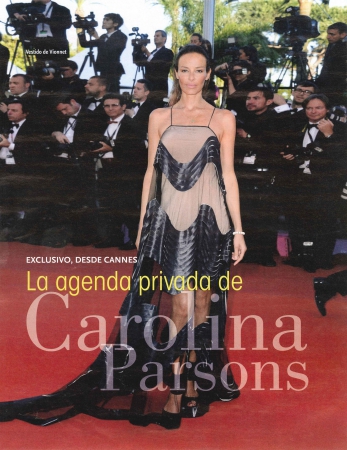 Vestido de Vionnet
EXCLUSIVO, DESDE CANNES
La agenda privada de
Carolina
Parsons